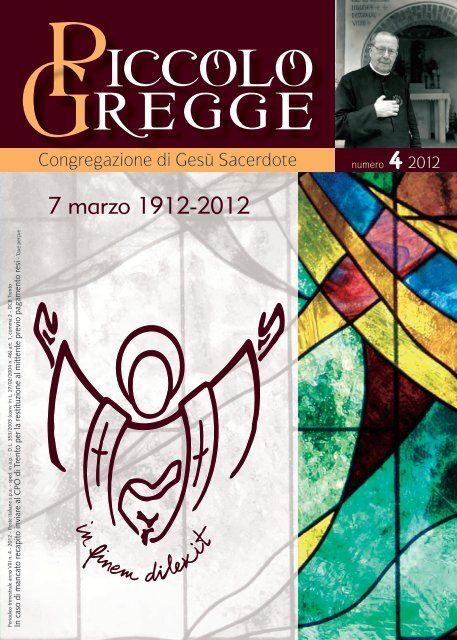 PICCOLO
GREGGE
Congregazione di Gesù Sacerdote
numero 4 2012
7 marzo 1912-2012
in finem dilexit
Periodico trimestrale anno VIII n. 4 - 2012 - Poste Italiane s.p.a. - sped. in a.p. - D.L. 353/2003 (conv. in L. 27/02/2004 n. 46) art. 1, comma 2 - DCB Trento
In caso di mancato recapito inviare al CPO di Trento per la restituzione al mittente previo pagamento resi - Taxe perçue